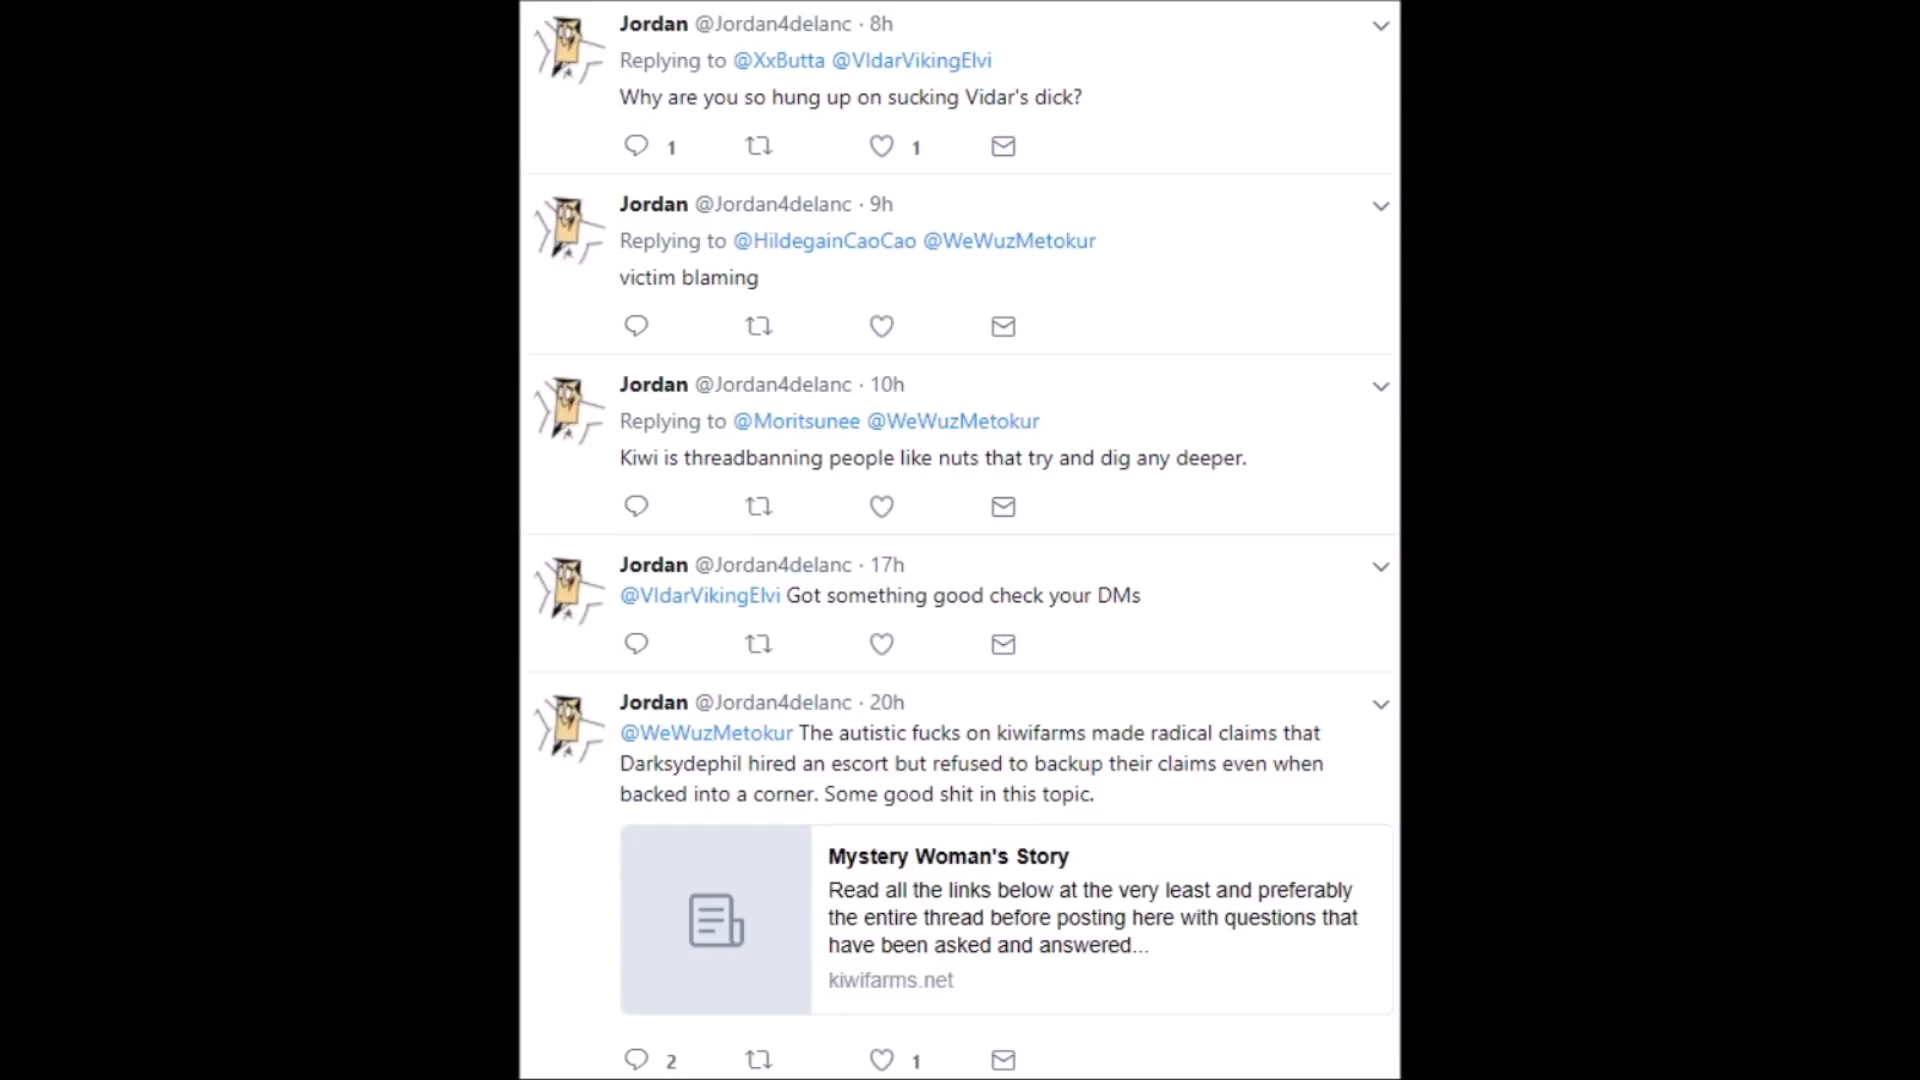 Jordan @Jordan4delanc · 8h
Replying to @XxButta @VldarVikingElvi
Why are you so hung up on sucking Vidar's dick?
1 1
Jordan @Jordan4delanc · 9h
Replying to @HildegainCaoCao @WeWuzMetokur
victim blaming
Jordan @Jordan4delanc · 10h
Replying to @Moritsunee @WeWuzMetokur
Kiwi is threadbanning people like nuts that try and dig any deeper.
Jordan @Jordan4delanc · 17h
@VldarVikingElvi Got something good check your DMs
Jordan @Jordan4delanc · 20h
@WeWuzMetokur The autistic fucks on kiwifarms made radical claims that
Darksydephil hired an escort but refused to backup their claims even when
backed into a corner. Some good shit in this topic.
Mystery Woman's Story
Read all the links below at the very least and preferably
the entire thread before posting here with questions that
have been asked and answered...
kiwifarms.net
2 1